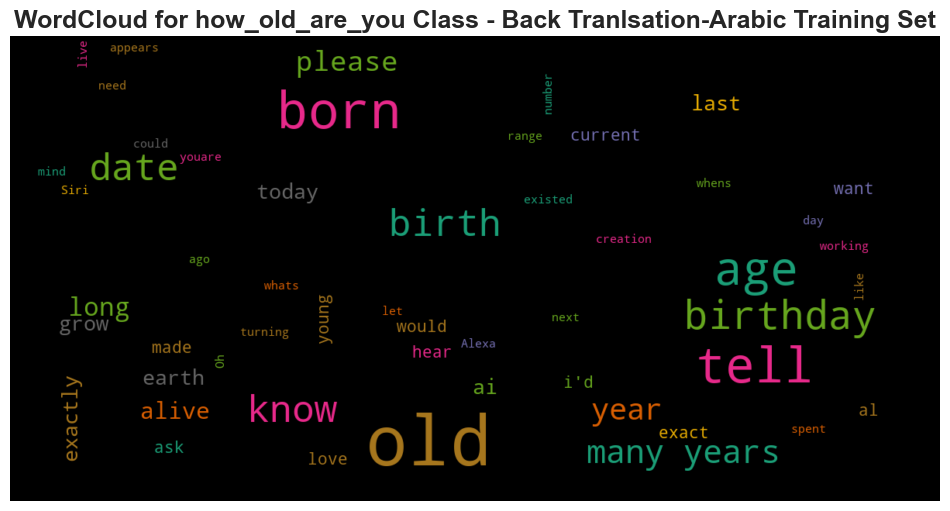 WordCloud for how_old_are_you Class - Back Tranlsation-Arabic Training Set
live
appears
please
need
born
number
last
range
current
could
date
youare
mind
Siri
today
whens
want
existed
birth
day
creation
working
ago
age
whats
like
long
grow
young
let
would
next
birthday
turning
Alexa
made
hear
Oh
tell
earth
ai
i'd
exactly
alive
know
year
al
old
exact
spent
ask
love
many years